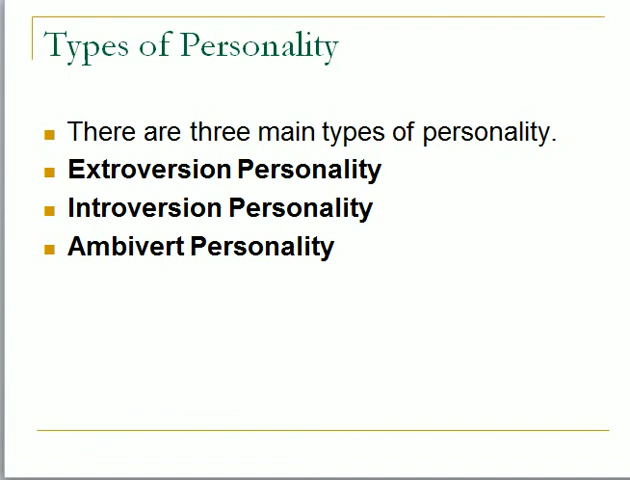 Types of Personality
There are three main types of personality.
Extroversion Personality
Introversion Personality
Ambivert Personality